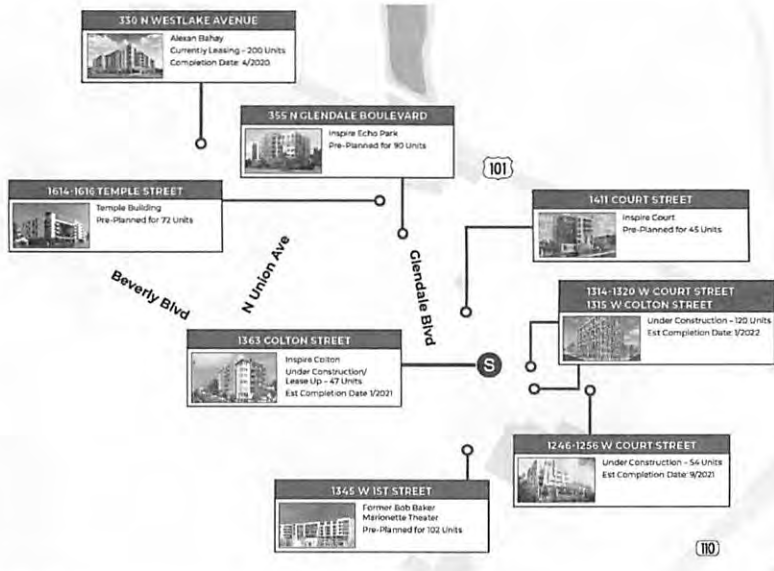 330 N WESTLAKE AVENUE
Alexan Bahay
Currently Leasing - 200 Units
Completion Date: 4/2020
355 N GLENDALE BOULEVARD
Inspire Echo Park
Pre-Planned for 90 Units
101
1614-1616 TEMPLE STREET
Temple Building
Pre-Planned for 72 Units
1411 COURT STREET
Inspire Court
Pre-Planned for 45 Units
Beverly Blvd
N Union Ave
Glendale Blvd
1314-1320 W COURT STREET
1315 W COLTON STREET
Under Construction - 120 Units
Est Completion Date: 1/2022
1363 COLTON STREET
Inspire Colton
Under Construction/
Lease Up - 47 Units
Est Completion Date 1/2021
S
1246-1256 W COURT STREET
Under Construction - 54 Units
Est Completion Date: 9/2021
1345 W 1ST STREET
Former Bob Baker
Marionette Theater
Pre-Planned for 102 Units
110